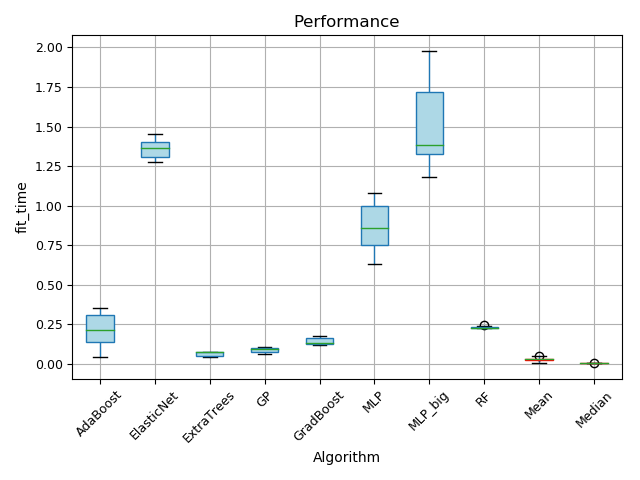 Performance
2.00
1.75
1.50
1.25
1.00
0.75
0.50
0.25
0.00
fit_time
AdaBoost
ElasticNet
ExtraTrees
GP
GradBoost
MLP
MLP_big
RF
Mean
Median
Algorithm